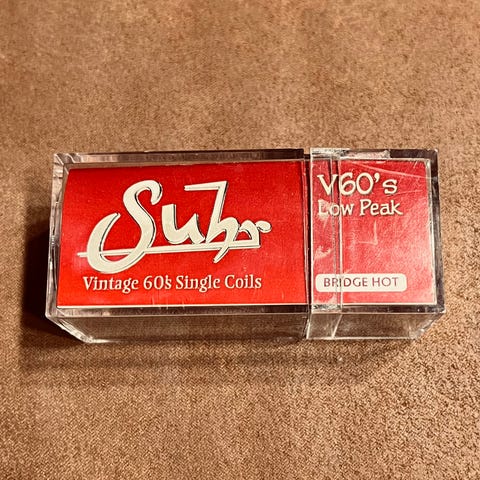 Suhr
Vintage 60's Single Coils
V60's
Low Peak
BRIDGE HOT